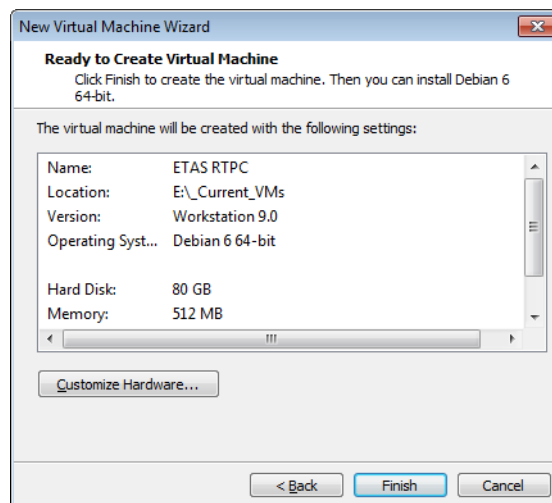 New Virtual Machine Wizard
Ready to Create Virtual Machine
Click Finish to create the virtual machine. Then you can install Debian 6
64-bit.
The virtual machine will be created with the following settings:
Name: ETAS RTPC
Location: E:\_Current_VMs
Version: Workstation 9.0
Operating Syst... Debian 6 64-bit
Hard Disk: 80 GB
Memory: 512 MB
Customize Hardware...
< Back Finish Cancel